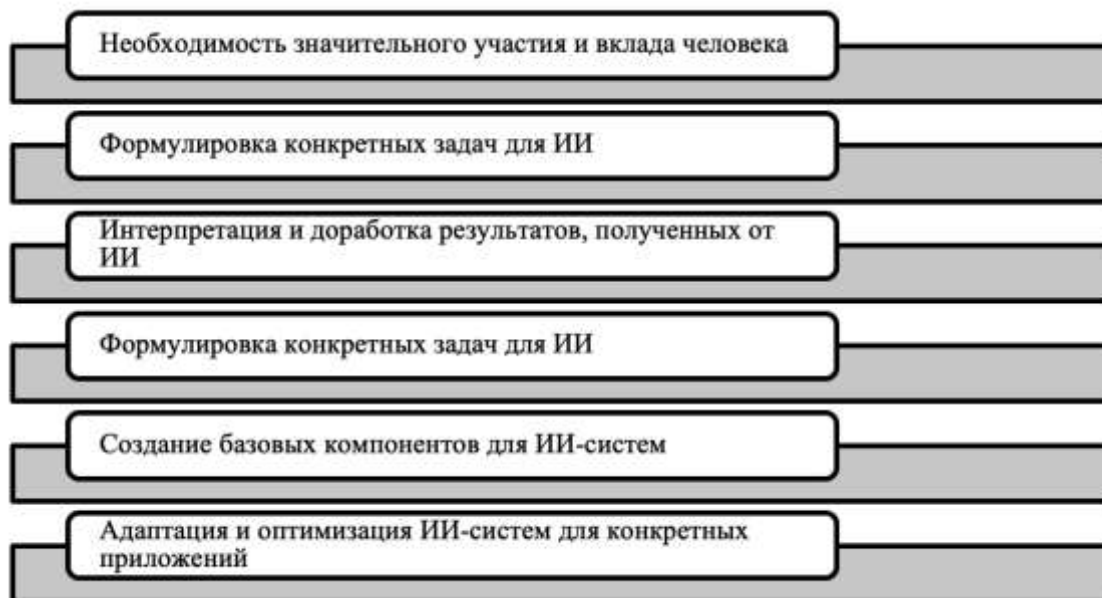 Необходимость значительного участия и вклада человека
Формулировка конкретных задач для ИИ
Интерпретация и доработка результатов, полученных от
ИИ
Формулировка конкретных задач для ИИ
Создание базовых компонентов для ИИ-систем
Адаптация и оптимизация ИИ-систем для конкретных
приложений